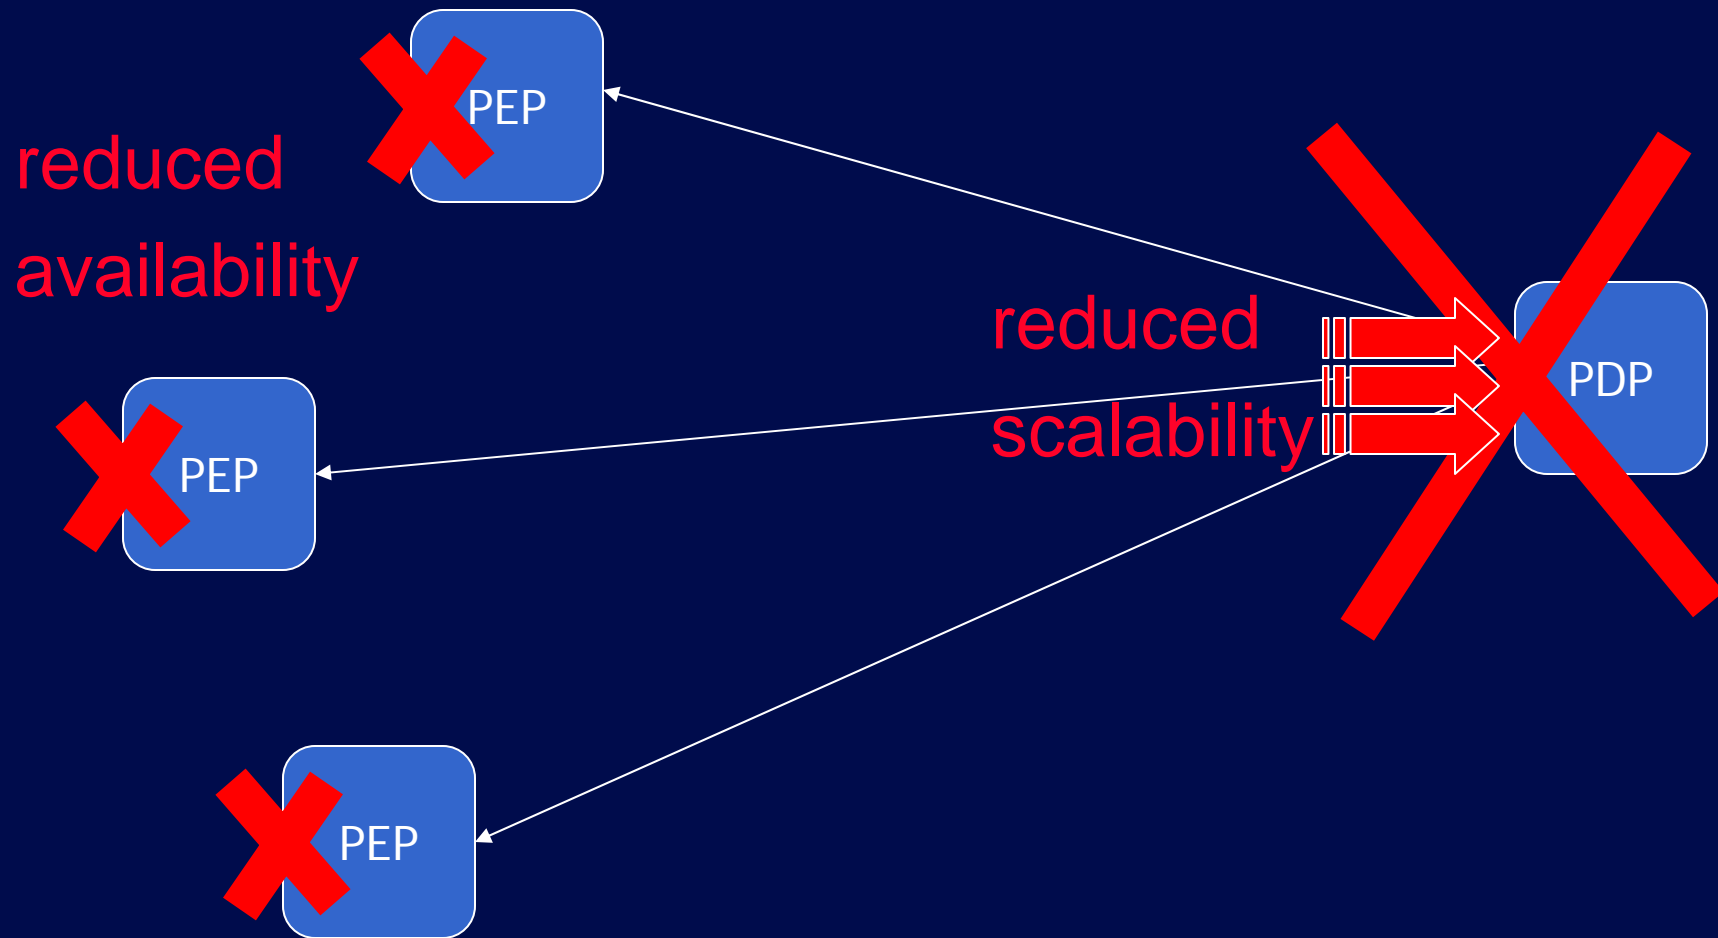 PEP
reduced
availability
reduced
scalability
PDP
PEP
PEP